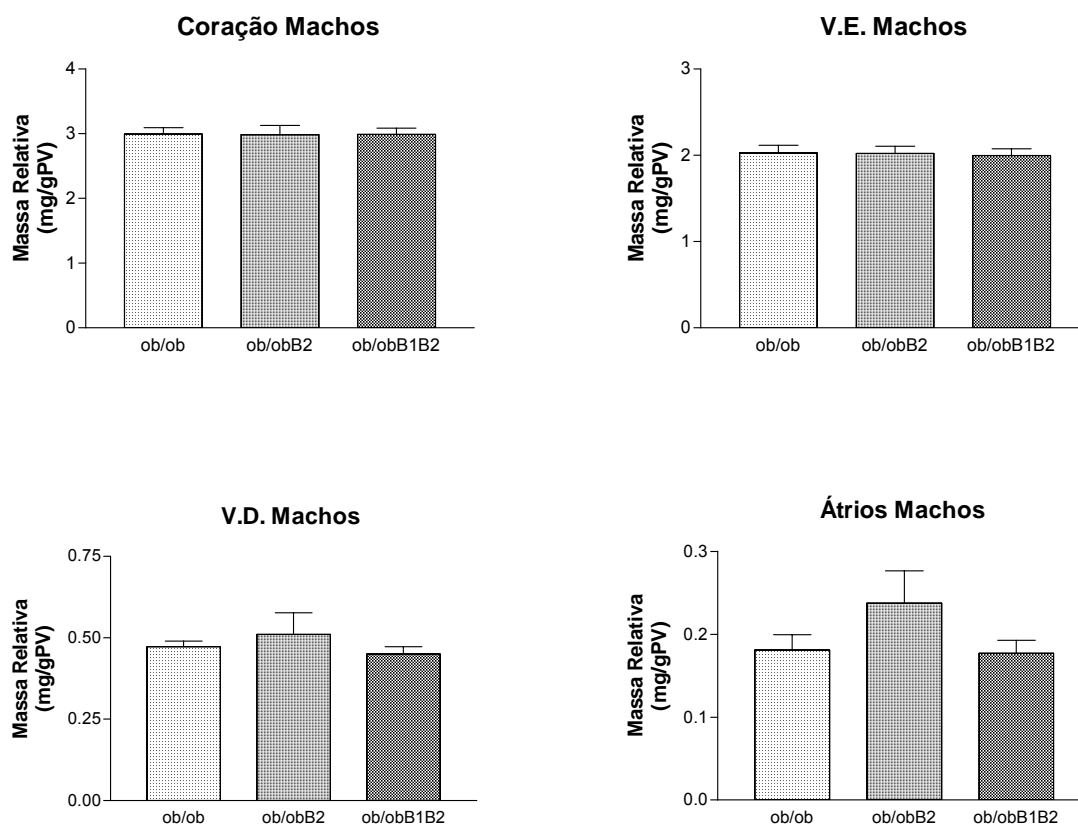 Coração Machos
4
3
2
1
0
Massa Relativa
(mg/gPV)
ob/ob ob/obB2 ob/obB1B2
V.E. Machos
3
2
1
0
Massa Relativa
(mg/gPV)
ob/ob ob/obB2 ob/obB1B2
V.D. Machos
0.75
0.50
0.25
0.00
Massa Relativa
(mg/gPV)
ob/ob ob/obB2 ob/obB1B2
Átrios Machos
0.3
0.2
0.1
0.0
Massa Relativa
(mg/gPV)
ob/ob ob/obB2 ob/obB1B2